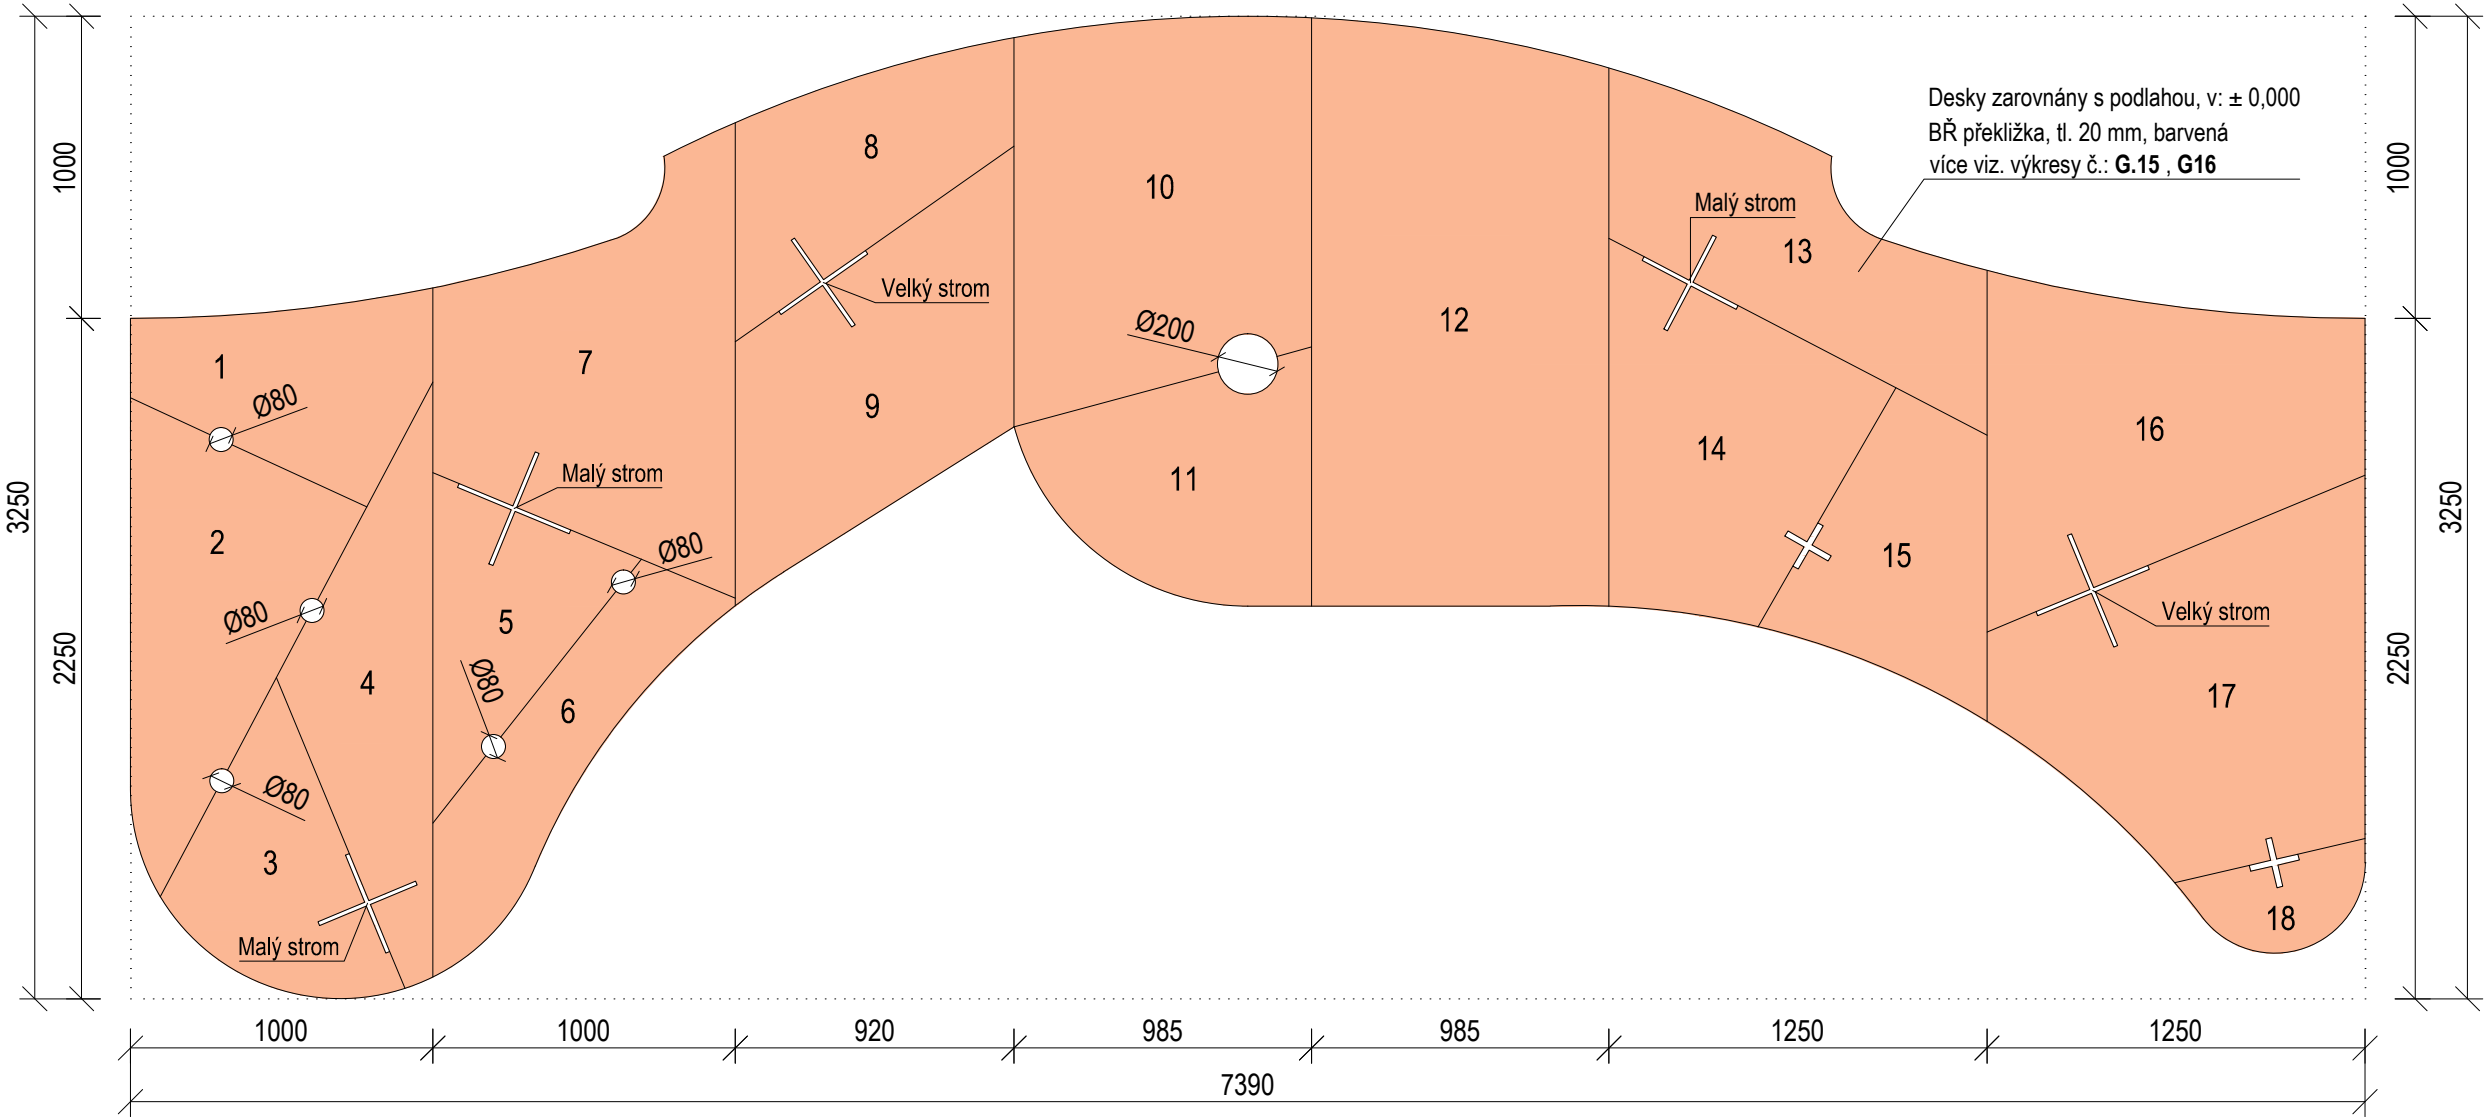 Desky zarovnány s podlahou, v: ± 0,000
BŘ překližka, tl. 20 mm, barvená
více viz. výkresy č.: G.15 , G16
1000
3250
2250
1000
3250
2250
8
10
Malý strom
13
Velký strom
Ø200
12
7
1
Ø80
9
16
14
11
Malý strom
2
Ø80
15
5
Ø80
Velký strom
4
Ø80
6
17
Ø80
3
18
Malý strom
1000
1000
920
985
985
1250
1250
7390